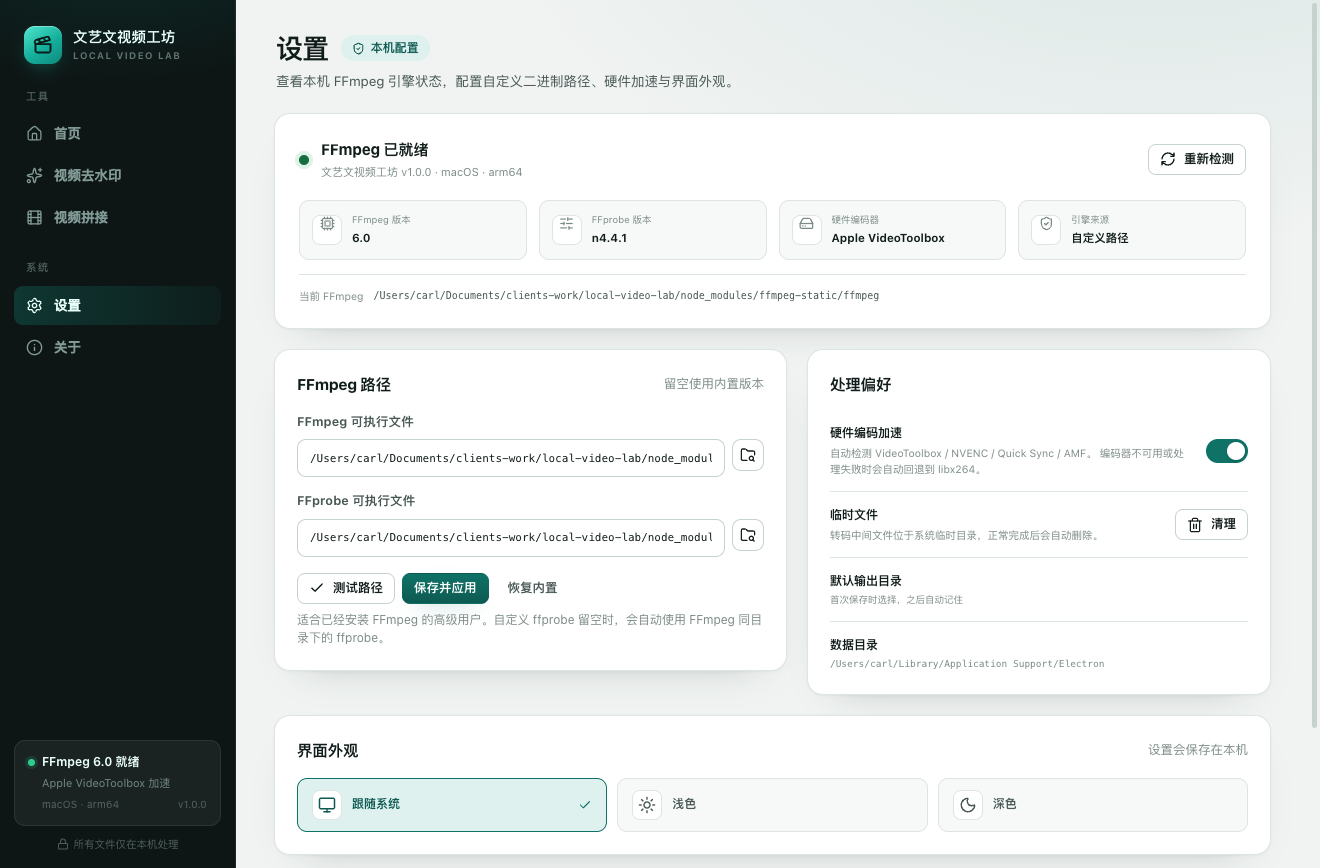 文艺文视频工坊
LOCAL VIDEO LAB
工具
首页
视频去水印
视频拼接
系统
设置
关于
FFmpeg 6.0 就绪
Apple VideoToolbox 加速
macOS · arm64 v1.0.0
所有文件仅在本机处理
设置 本机配置
查看本机 FFmpeg 引擎状态，配置自定义二进制路径、硬件加速与界面外观。
FFmpeg 已就绪
文艺文视频工坊 v1.0.0 · macOS · arm64
重新检测
FFmpeg 版本
6.0
FFprobe 版本
n4.4.1
硬件编码器
Apple VideoToolbox
引擎来源
自定义路径
当前 FFmpeg /Users/carl/Documents/clients-work/local-video-lab/node_modules/ffmpeg-static/ffmpeg
FFmpeg 路径 留空使用内置版本
FFmpeg 可执行文件
/Users/carl/Documents/clients-work/local-video-lab/node_modul
FFprobe 可执行文件
/Users/carl/Documents/clients-work/local-video-lab/node_modul
测试路径 保存并应用 恢复内置
适合已经安装 FFmpeg 的高级用户。自定义 ffprobe 留空时，会自动使用 FFmpeg 同目
录下的 ffprobe。
处理偏好
硬件编码加速
自动检测 VideoToolbox / NVENC / Quick Sync / AMF。 编码器不可用或处
理失败时会自动回退到 libx264。
临时文件
转码中间文件位于系统临时目录，正常完成后会自动删除。
清理
默认输出目录
首次保存时选择，之后自动记住
数据目录
/Users/carl/Library/Application Support/Electron
界面外观 设置会保存在本机
跟随系统 浅色 深色